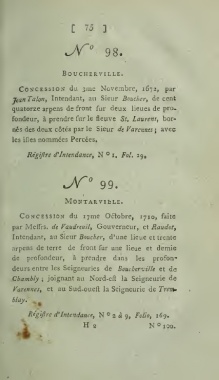 [ 75 ]
N° 98.
BOUCHERVILLE.
CONCESSION du 3me Novembre, 1672, par
Jean Talon, Intendant, au Sieur Boucher, de cent
quatorze arpens de front sur deux lieues de pro-
fondeur, à prendre sur le fleuve St. Laurent, bor-
nés des deux côtés par le Sieur de Varennes; avec
les isles nommées Percées.
Régistre d'Intendance, N° 1, Fol. 19.
N° 99.
MONTARVILLE.
CONCESSION du 17me Octobre, 1710, faite
par Messrs. de Vaudreuil, Gouverneur, et Raudot,
Intendant, au Sieur Boucher, d'une lieue et trente
arpens de terre de front sur une lieue et demie
de profondeur, à prendre dans les profon-
deurs entre les Seigneuries de Boucherville et de
Chambly; joignant au Nord-est la Seigneurie de
Varennes, et au Sud-ouest la Seigneurie de Trem-
blay.
Régistre d'Intendance, N° 2 à 9, Folio, 169.
H 2 N° 100.